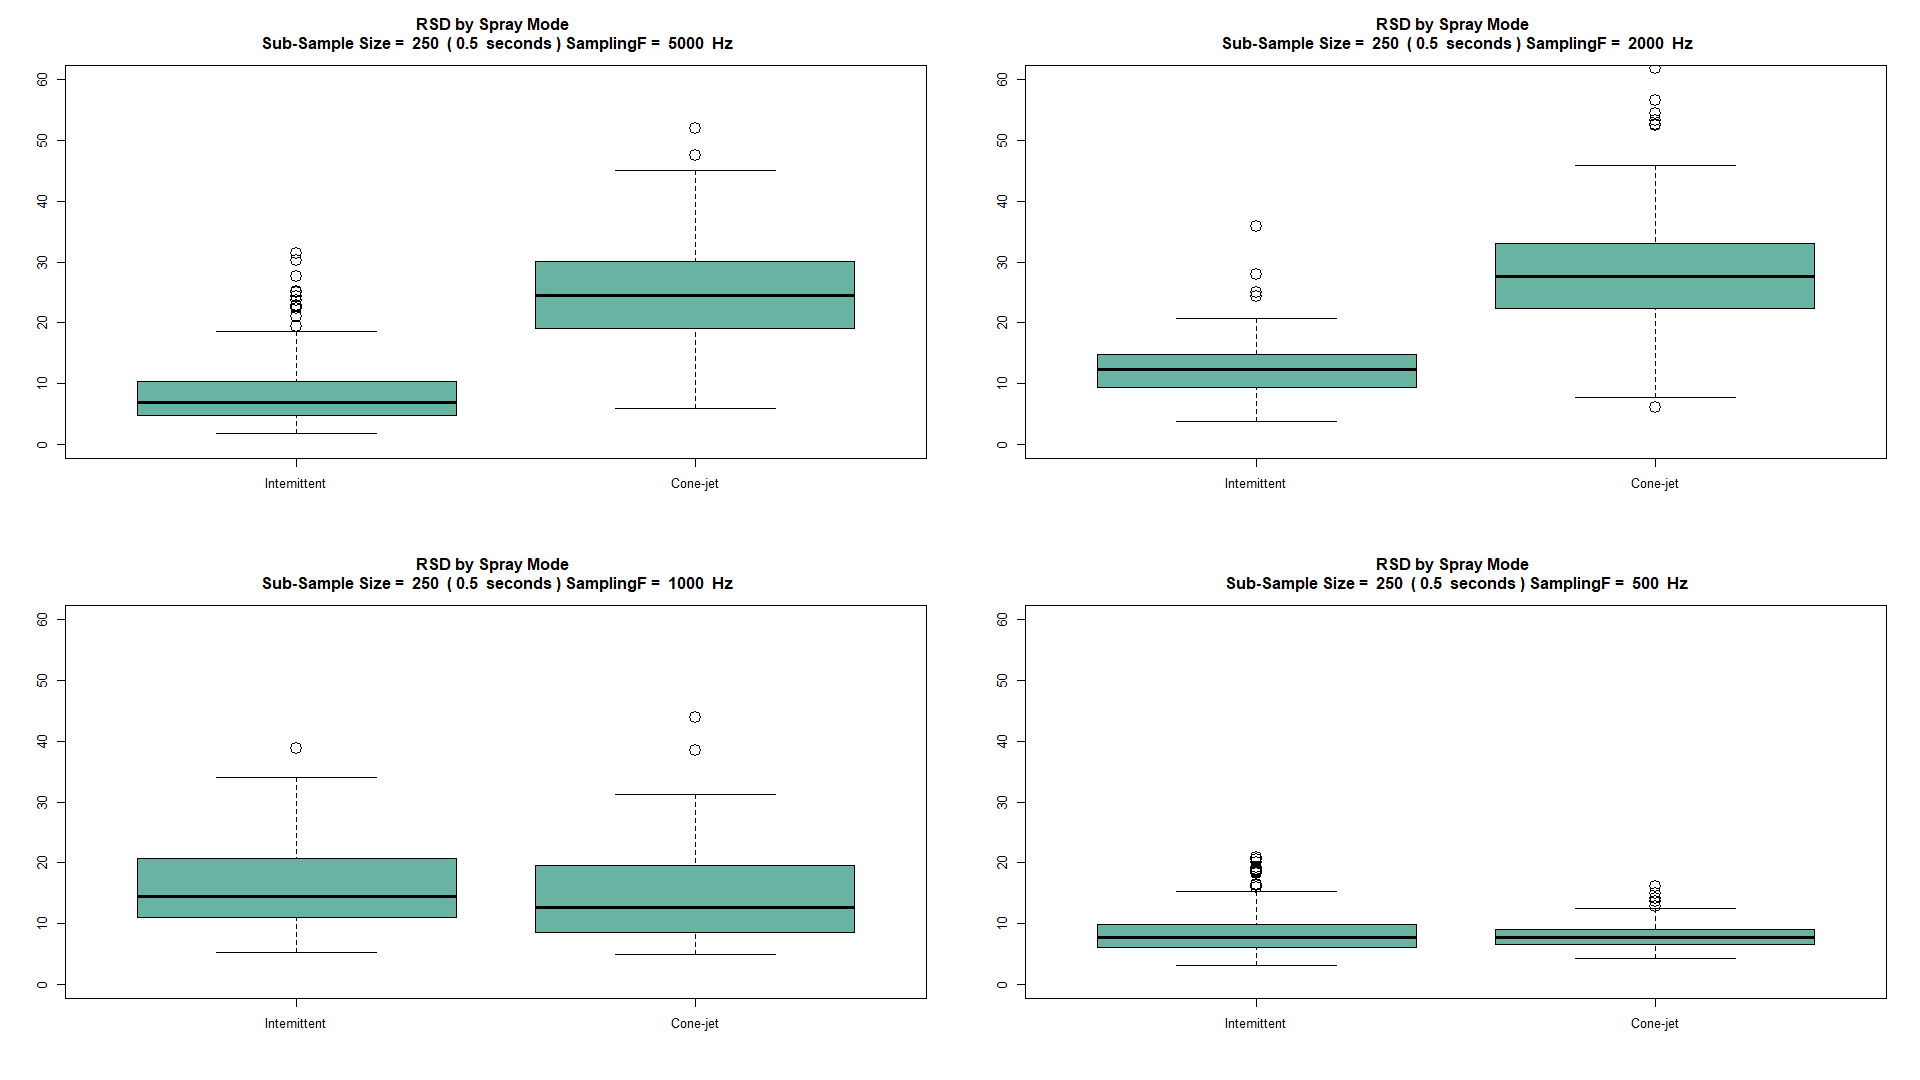 RSD by Spray Mode
Sub-Sample Size = 250 ( 0.5 seconds ) SamplingF = 5000 Hz
60
50
40
30
20
10
0
Intemittent Cone-jet
RSD by Spray Mode
Sub-Sample Size = 250 ( 0.5 seconds ) SamplingF = 2000 Hz
60
50
40
30
20
10
0
Intemittent Cone-jet
RSD by Spray Mode
Sub-Sample Size = 250 ( 0.5 seconds ) SamplingF = 1000 Hz
60
50
40
30
20
10
0
Intemittent Cone-jet
RSD by Spray Mode
Sub-Sample Size = 250 ( 0.5 seconds ) SamplingF = 500 Hz
60
50
40
30
20
10
0
Intemittent Cone-jet